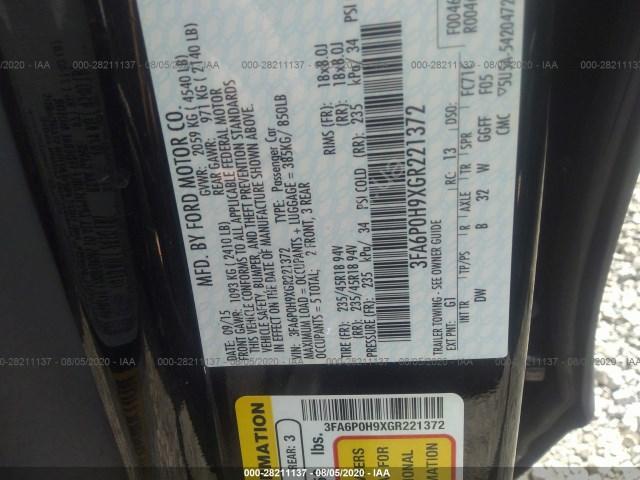 000-28211137 - 08/05/2020 - IAA
MFD. BY FORD MOTOR CO.
DATE: 09/15 GVWR: 2059 KG ( 4540 LB)
FRONT GAWR: 1093 KG ( 2410 LB) REAR GAWR: 971 KG ( 2140 LB)
THIS VEHICLE CONFORMS TO ALL APPLICABLE FEDERAL MOTOR
VEHICLE SAFETY, BUMPER, AND THEFT PREVENTION STANDARDS
IN EFFECT ON THE DATE OF MANUFACTURE SHOWN ABOVE.
VIN: 3FA6P0H9XGR221372 TYPE: Passenger Car
MAXIMUM LOAD = OCCUPANTS + LUGGAGE = 385KG/ 850LB
OCCUPANTS = 5 TOTAL: 2 FRONT, 3 REAR
TIRE (FR): 235/45R18 94V RIMS (FR): 18x8.0J
(RR): 235/45R18 94V (RR): 18x8.0J
PRESSURE (FR): 235 kPa/ 34 PSI COLD (RR): 235 kPa/ 34 PSI
3FA6P0H9XGR221372
TRAILER TOWING - SEE OWNER GUIDE
EXT PNT: G1 RC: 13 DSO: FC71A
INT TR TP/PS R AXLE TR SPR
DW B 32 W GGFF F05
CMC
3FA6P0H9XGR221372
REAR: 3
lbs.